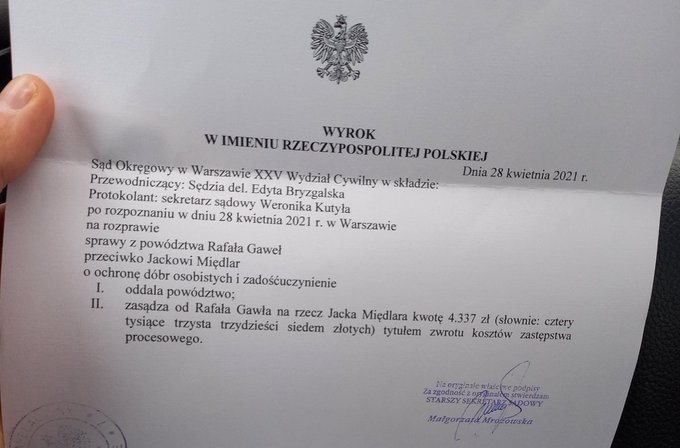 WYROK
W IMIENIU RZECZYPOSPOLITEJ POLSKIEJ
Dnia 28 kwietnia 2021 r.
Sąd Okręgowy w Warszawie XXV Wydział Cywilny w składzie:
Przewodniczący: Sędzia del. Edyta Bryzgalska
Protokolant: sekretarz sądowy Weronika Kutyła
po rozpoznaniu w dniu 28 kwietnia 2021 r. w Warszawie
na rozprawie
sprawy z powództwa Rafała Gaweł
przeciwko Jackowi Międlar
o ochronę dóbr osobistych i zadośćuczynienie
I. oddala powództwo;
II. zasądza od Rafała Gawła na rzecz Jacka Międlara kwotę 4.337 zł (słownie: cztery
tysiące trzysta trzydzieści siedem złotych) tytułem zwrotu kosztów zastępstwa
procesowego.
Na oryginale właściwe podpisy
Za zgodność z oryginałem stwierdzam
STARSZY SEKRETARZ SĄDOWY
Małgorzata Mrozowska